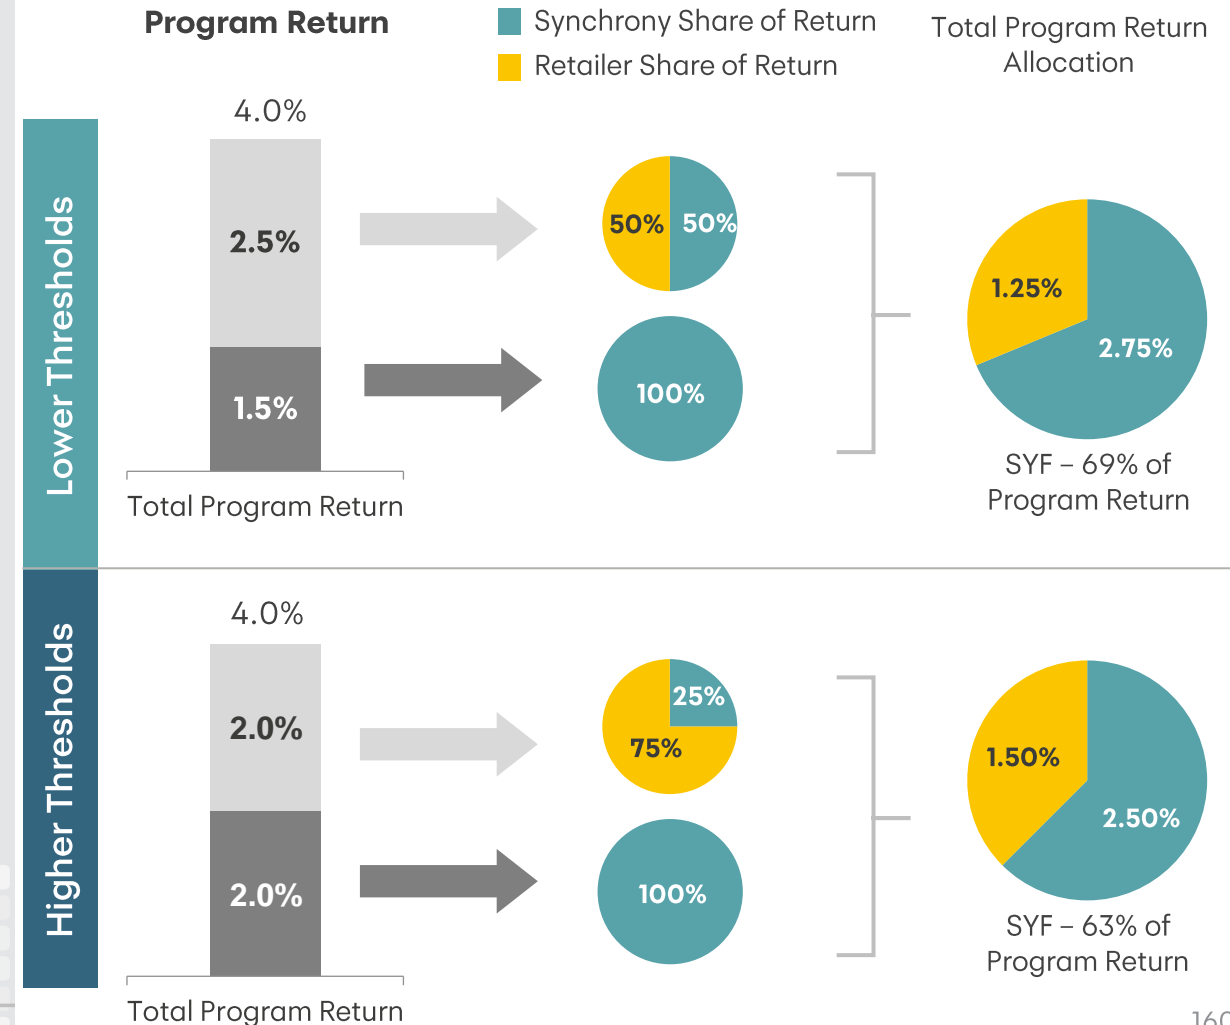 Program Return
Synchrony Share of Return
Retailer Share of Return
Total Program Return
Allocation
Lower Thresholds
4.0%
2.5%
1.5%
Total Program Return
50%
50%
100%
1.25%
2.75%
SYF – 69% of
Program Return
Higher Thresholds
4.0%
2.0%
2.0%
Total Program Return
25%
75%
100%
1.50%
2.50%
SYF – 63% of
Program Return
160